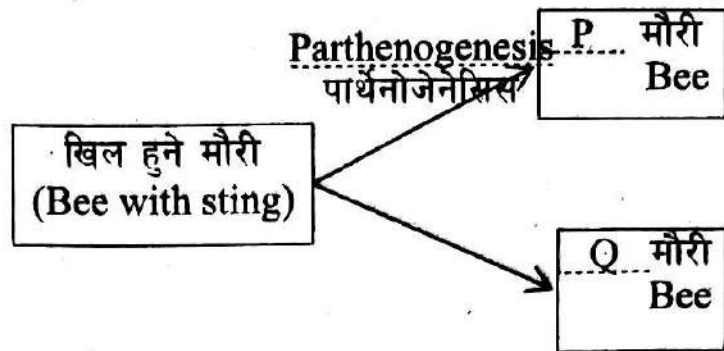 Parthenogenesis
पार्थेनोजेनेसिस
P मौरी
Bee
खिल हुने मौरी
(Bee with sting)
Q मौरी
Bee